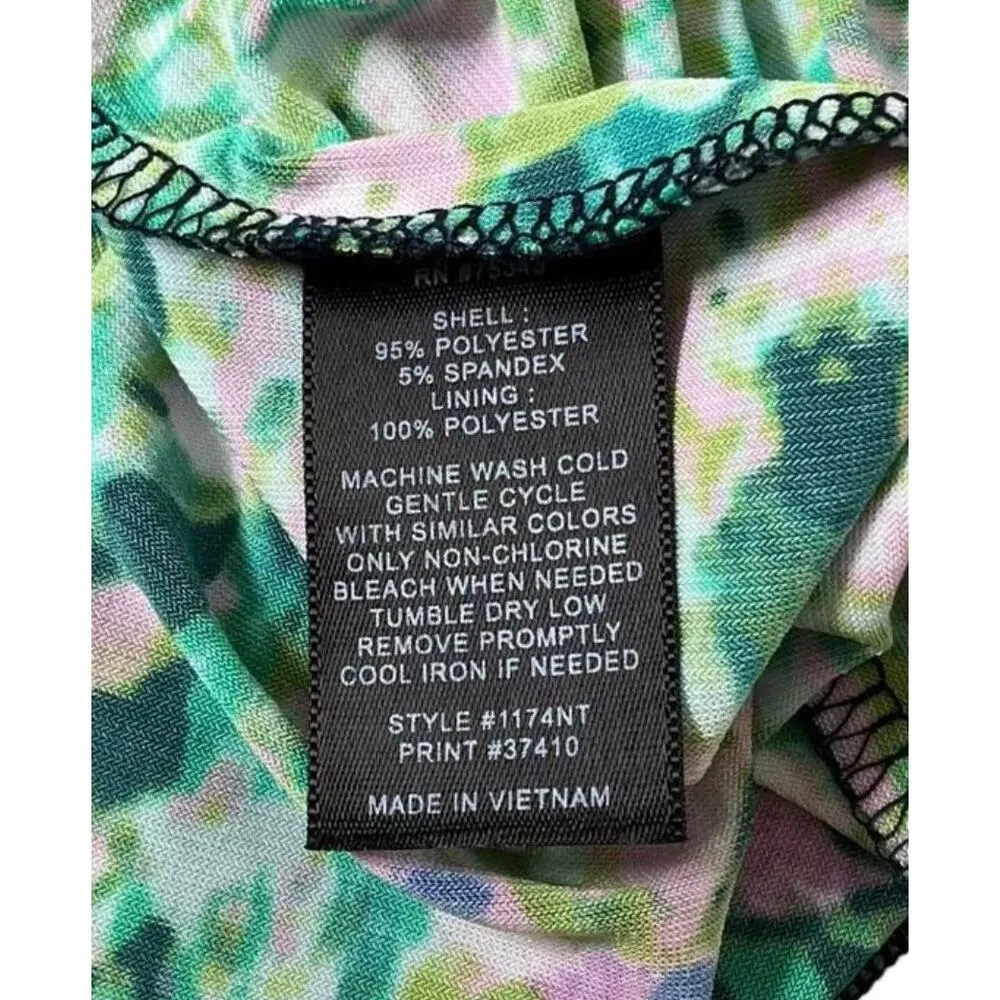 RN
SHELL :
95% POLYESTER
5% SPANDEX
LINING :
100% POLYESTER
MACHINE WASH COLD
GENTLE CYCLE
WITH SIMILAR COLORS
ONLY NON-CHLORINE
BLEACH WHEN NEEDED
TUMBLE DRY LOW
REMOVE PROMPTLY
COOL IRON IF NEEDED
STYLE #1174NT
PRINT #37410
MADE IN VIETNAM